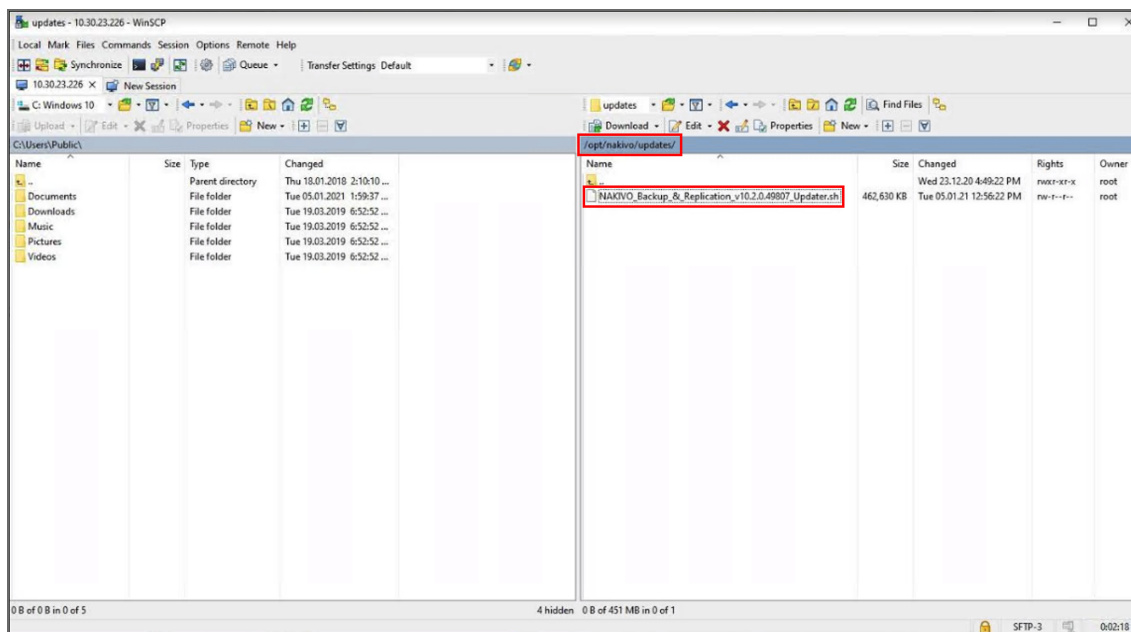 updates - 10.30.23.226 - WinSCP
Local Mark Files Commands Session Options Remote Help
Synchronize Queue Transfer Settings Default
10.30.23.226 × New Session
C: Windows 10
Upload Edit Properties New
C:\Users\Public\
Name Size Type Changed
.. Parent directory Thu 18.01.2018 2:10:10 ...
Documents File folder Tue 05.01.2021 1:59:37 ...
Downloads File folder Tue 19.03.2019 6:52:52 ...
Music File folder Tue 19.03.2019 6:52:52 ...
Pictures File folder Tue 19.03.2019 6:52:52 ...
Videos File folder Tue 19.03.2019 6:52:52 ...
0 B of 0 B in 0 of 5 4 hidden
updates Find Files
Download Edit Properties New
/opt/nakivo/updates/
Name Size Changed Rights Owner
.. Wed 23.12.20 4:49:22 PM rwxr-xr-x root
NAKIVO_Backup_&_Replication_v10.2.0.49807_Updater.sh 462,630 KB Tue 05.01.21 12:56:22 PM rw-r--r-- root
0 B of 451 MB in 0 of 1
SFTP-3 0:02:18